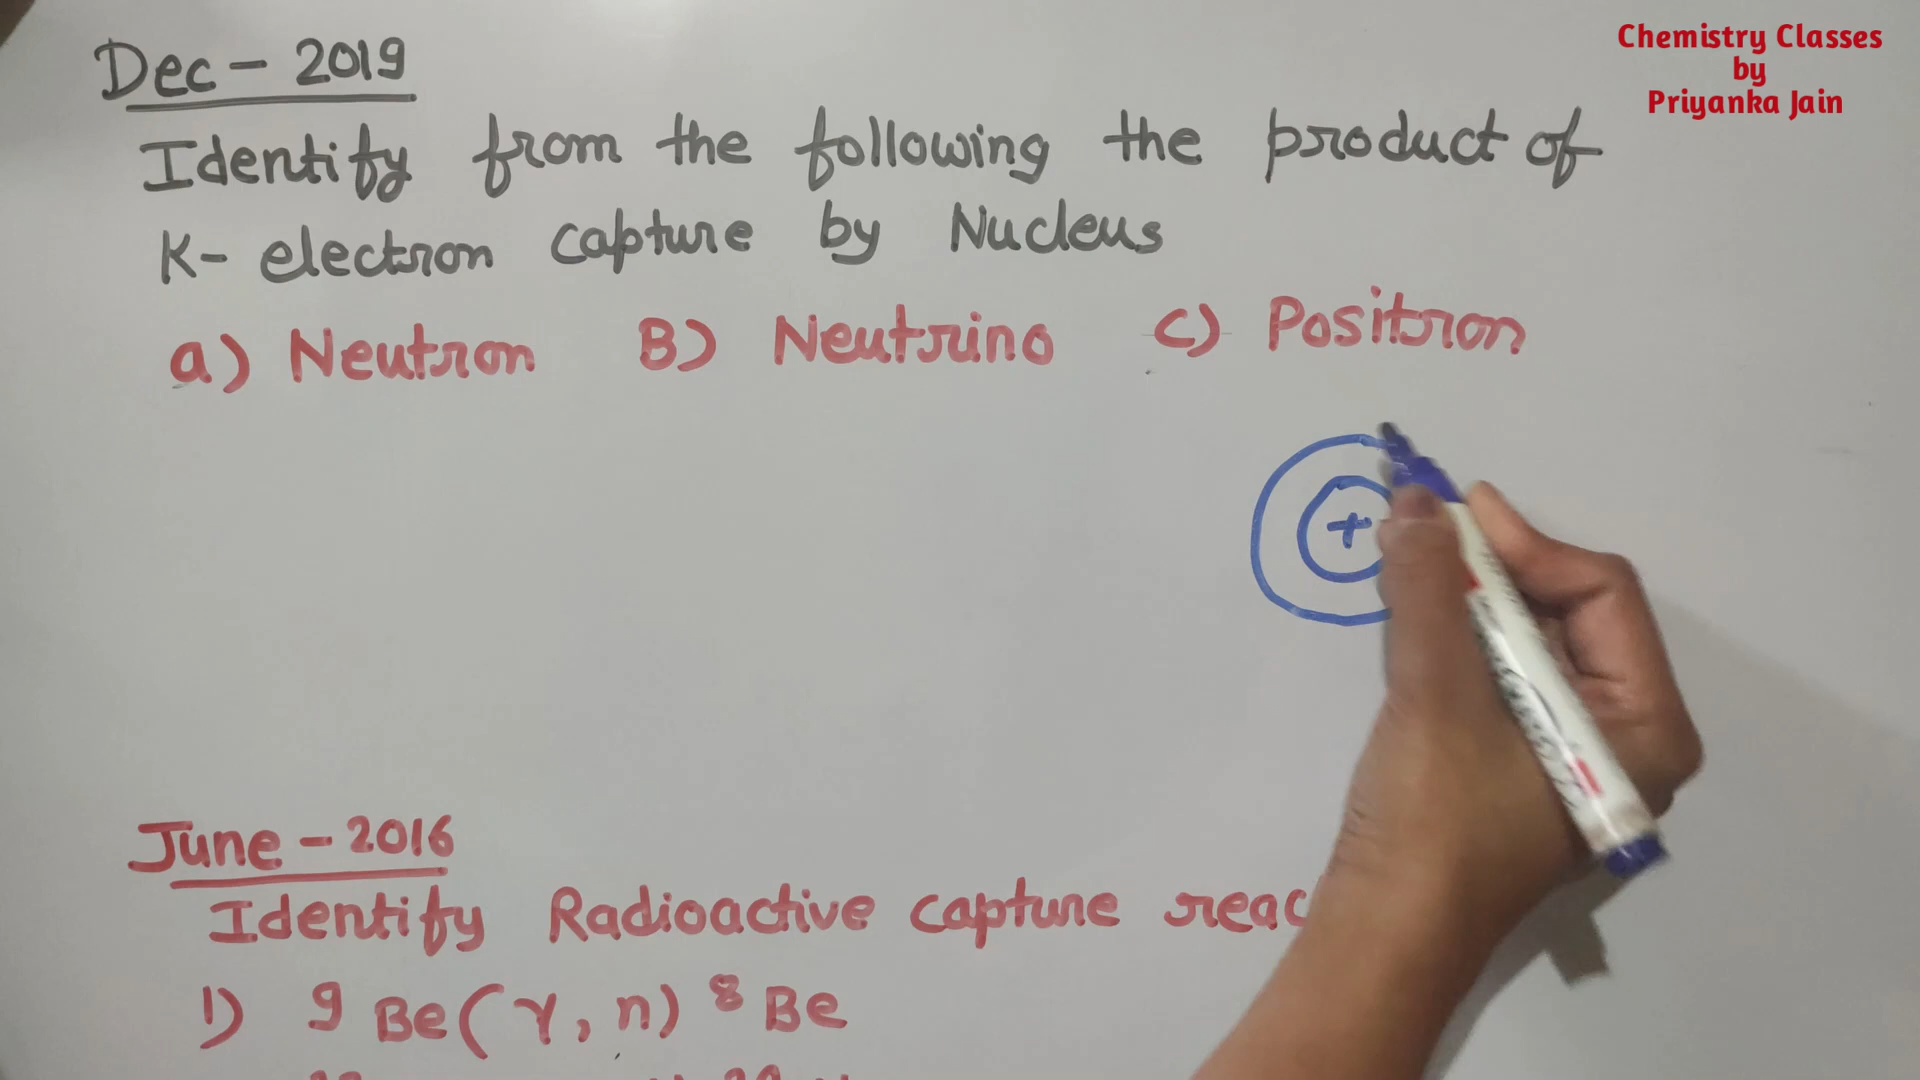 Chemistry Classes
by
Priyanka Jain
Dec - 2019
Identify from the following the product of
K- electron capture by Nucleus
a) Neutron B) Neutrino C) Positron
+
June - 2016
Identify Radioactive capture reac
1) 9 Be (γ, n) 8 Be